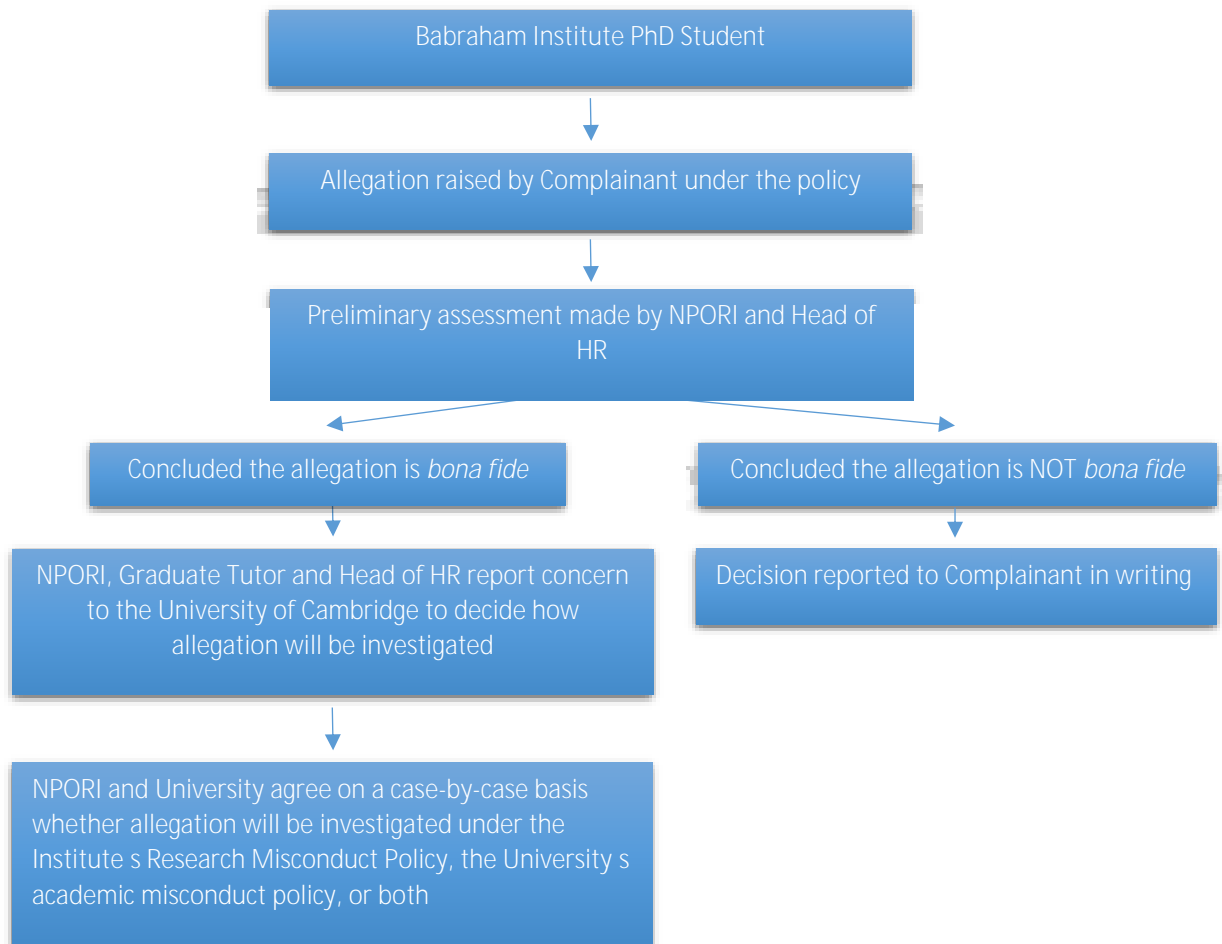 Babraham Institute PhD Student
Allegation raised by Complainant under the policy
Preliminary assessment made by NPORI and Head of
HR
Concluded the allegation is bona fide
Concluded the allegation is NOT bona fide
NPORI, Graduate Tutor and Head of HR report concern
to the University of Cambridge to decide how
allegation will be investigated
Decision reported to Complainant in writing
NPORI and University agree on a case-by-case basis
whether allegation will be investigated under the
Institute s Research Misconduct Policy, the University s
academic misconduct policy, or both